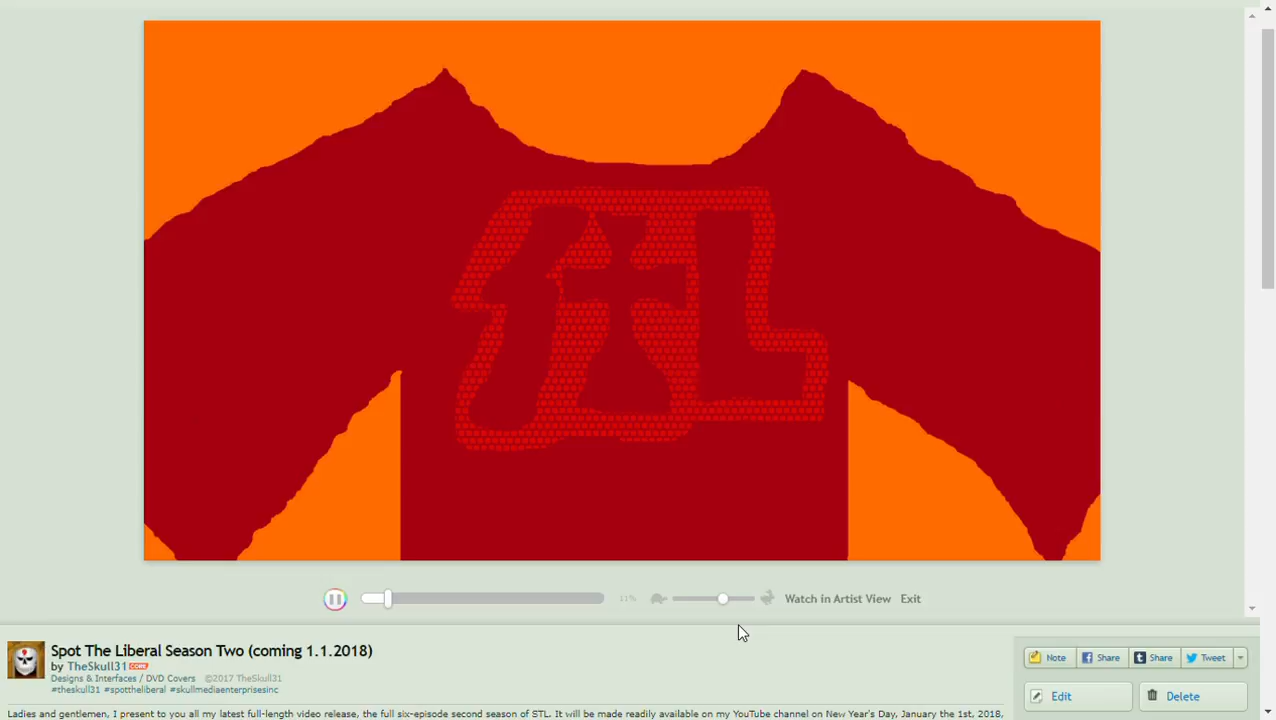 11%
Watch in Artist View Exit
Spot The Liberal Season Two (coming 1.1.2018)
by TheSkull31 CORE
Designs & Interfaces / DVD Covers ©2017 TheSkull31
#theskull31 #spottheliberal #skullmediaenterprisesinc
Note Share Share Tweet
Edit Delete
Ladies and gentlemen, I present to you all my latest full-length video release, the full six-episode second season of STL. It will be made readily available on my YouTube channel on New Year's Day, January the 1st, 2018,